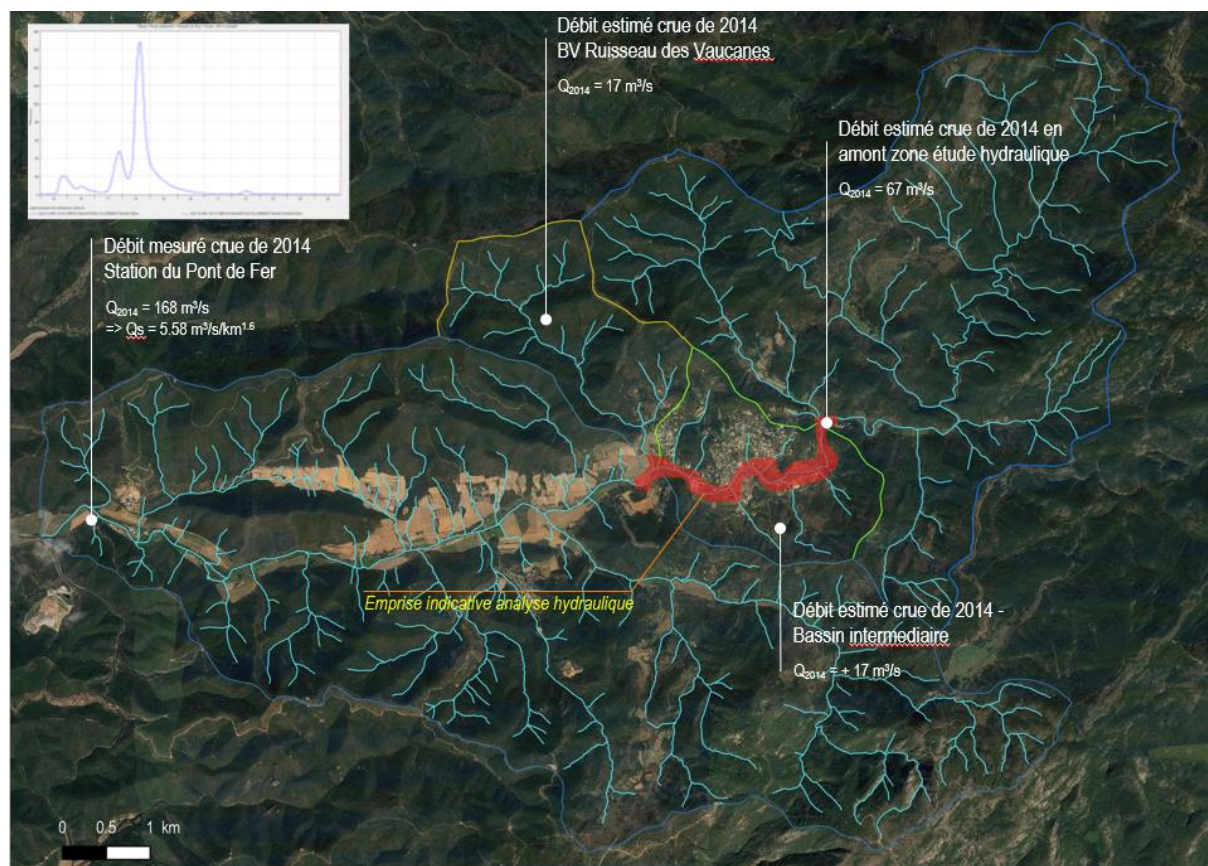 Débit estimé crue de 2014
BV Ruisseau des Vaucanes
Q2014 = 17 m³/s
Débit estimé crue de 2014 en
amont zone étude hydraulique
Q2014 = 67 m³/s
Débit mesuré crue de 2014
Station du Pont de Fer
Q2014 = 168 m³/s
=> Qs = 5.58 m³/s/km1.6
Emprise indicative analyse hydraulique
Débit estimé crue de 2014 -
Bassin intermediaire
Q2014 = + 17 m³/s
0 0.5 1 km